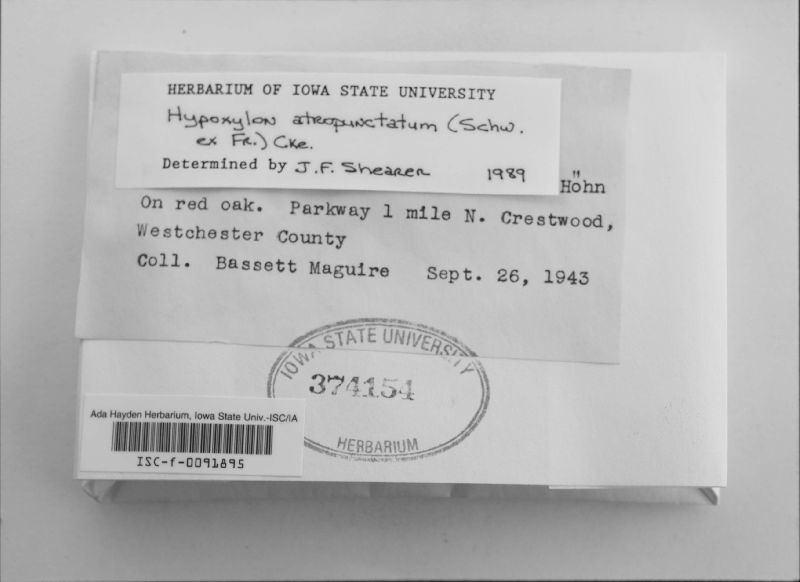 HERBARIUM OF IOWA STATE UNIVERSITY
Hypoxylon atropunctatum (Schw.
ex Fr.) Cke.
Determined by J.F. Shearer 1989
Höhn
On red oak. Parkway 1 mile N. Crestwood,
Westchester County
Coll. Bassett Maguire Sept. 26, 1943
IOWA STATE UNIVERSITY
374154
HERBARIUM
Ada Hayden Herbarium, Iowa State Univ.-ISC/IA
ISC-f-0091895